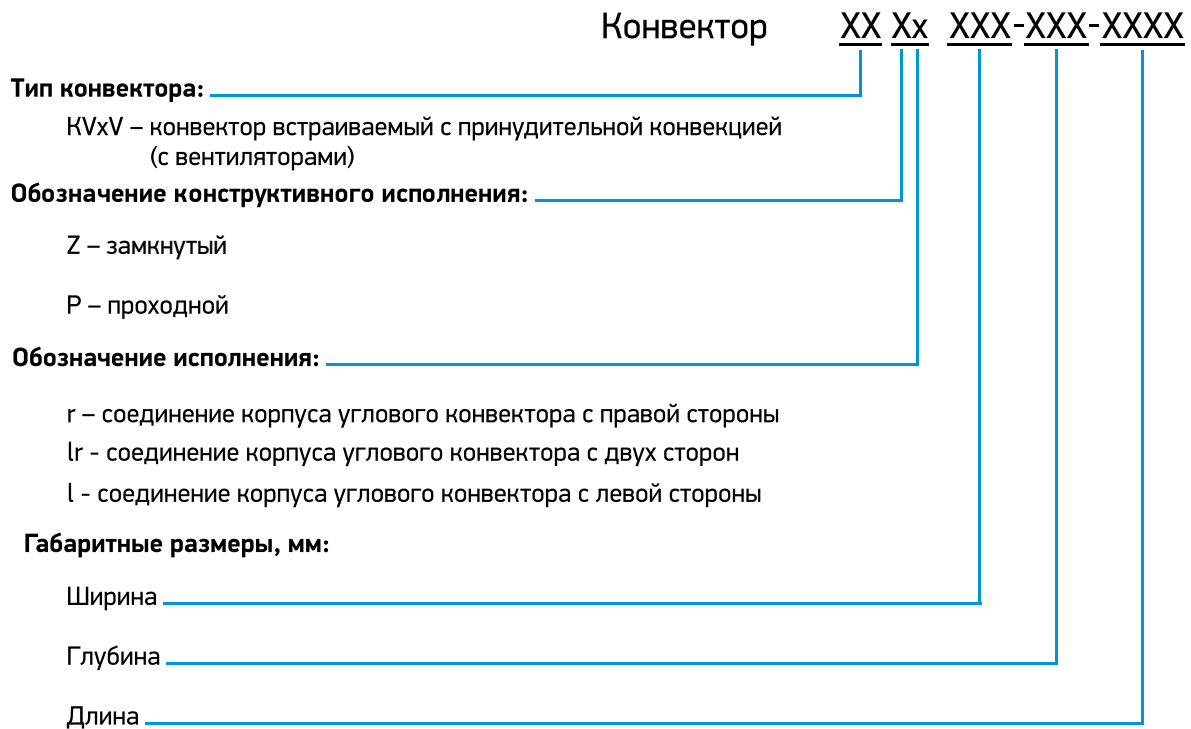 Конвектор XX Xx XXX-XXX-XXXX
Тип конвектора:
KVxV – конвектор встраиваемый с принудительной конвекцией
(с вентиляторами)
Обозначение конструктивного исполнения:
Z – замкнутый
P – проходной
Обозначение исполнения:
r – соединение корпуса углового конвектора с правой стороны
lr - соединение корпуса углового конвектора с двух сторон
l - соединение корпуса углового конвектора с левой стороны
Габаритные размеры, мм:
Ширина
Глубина
Длина